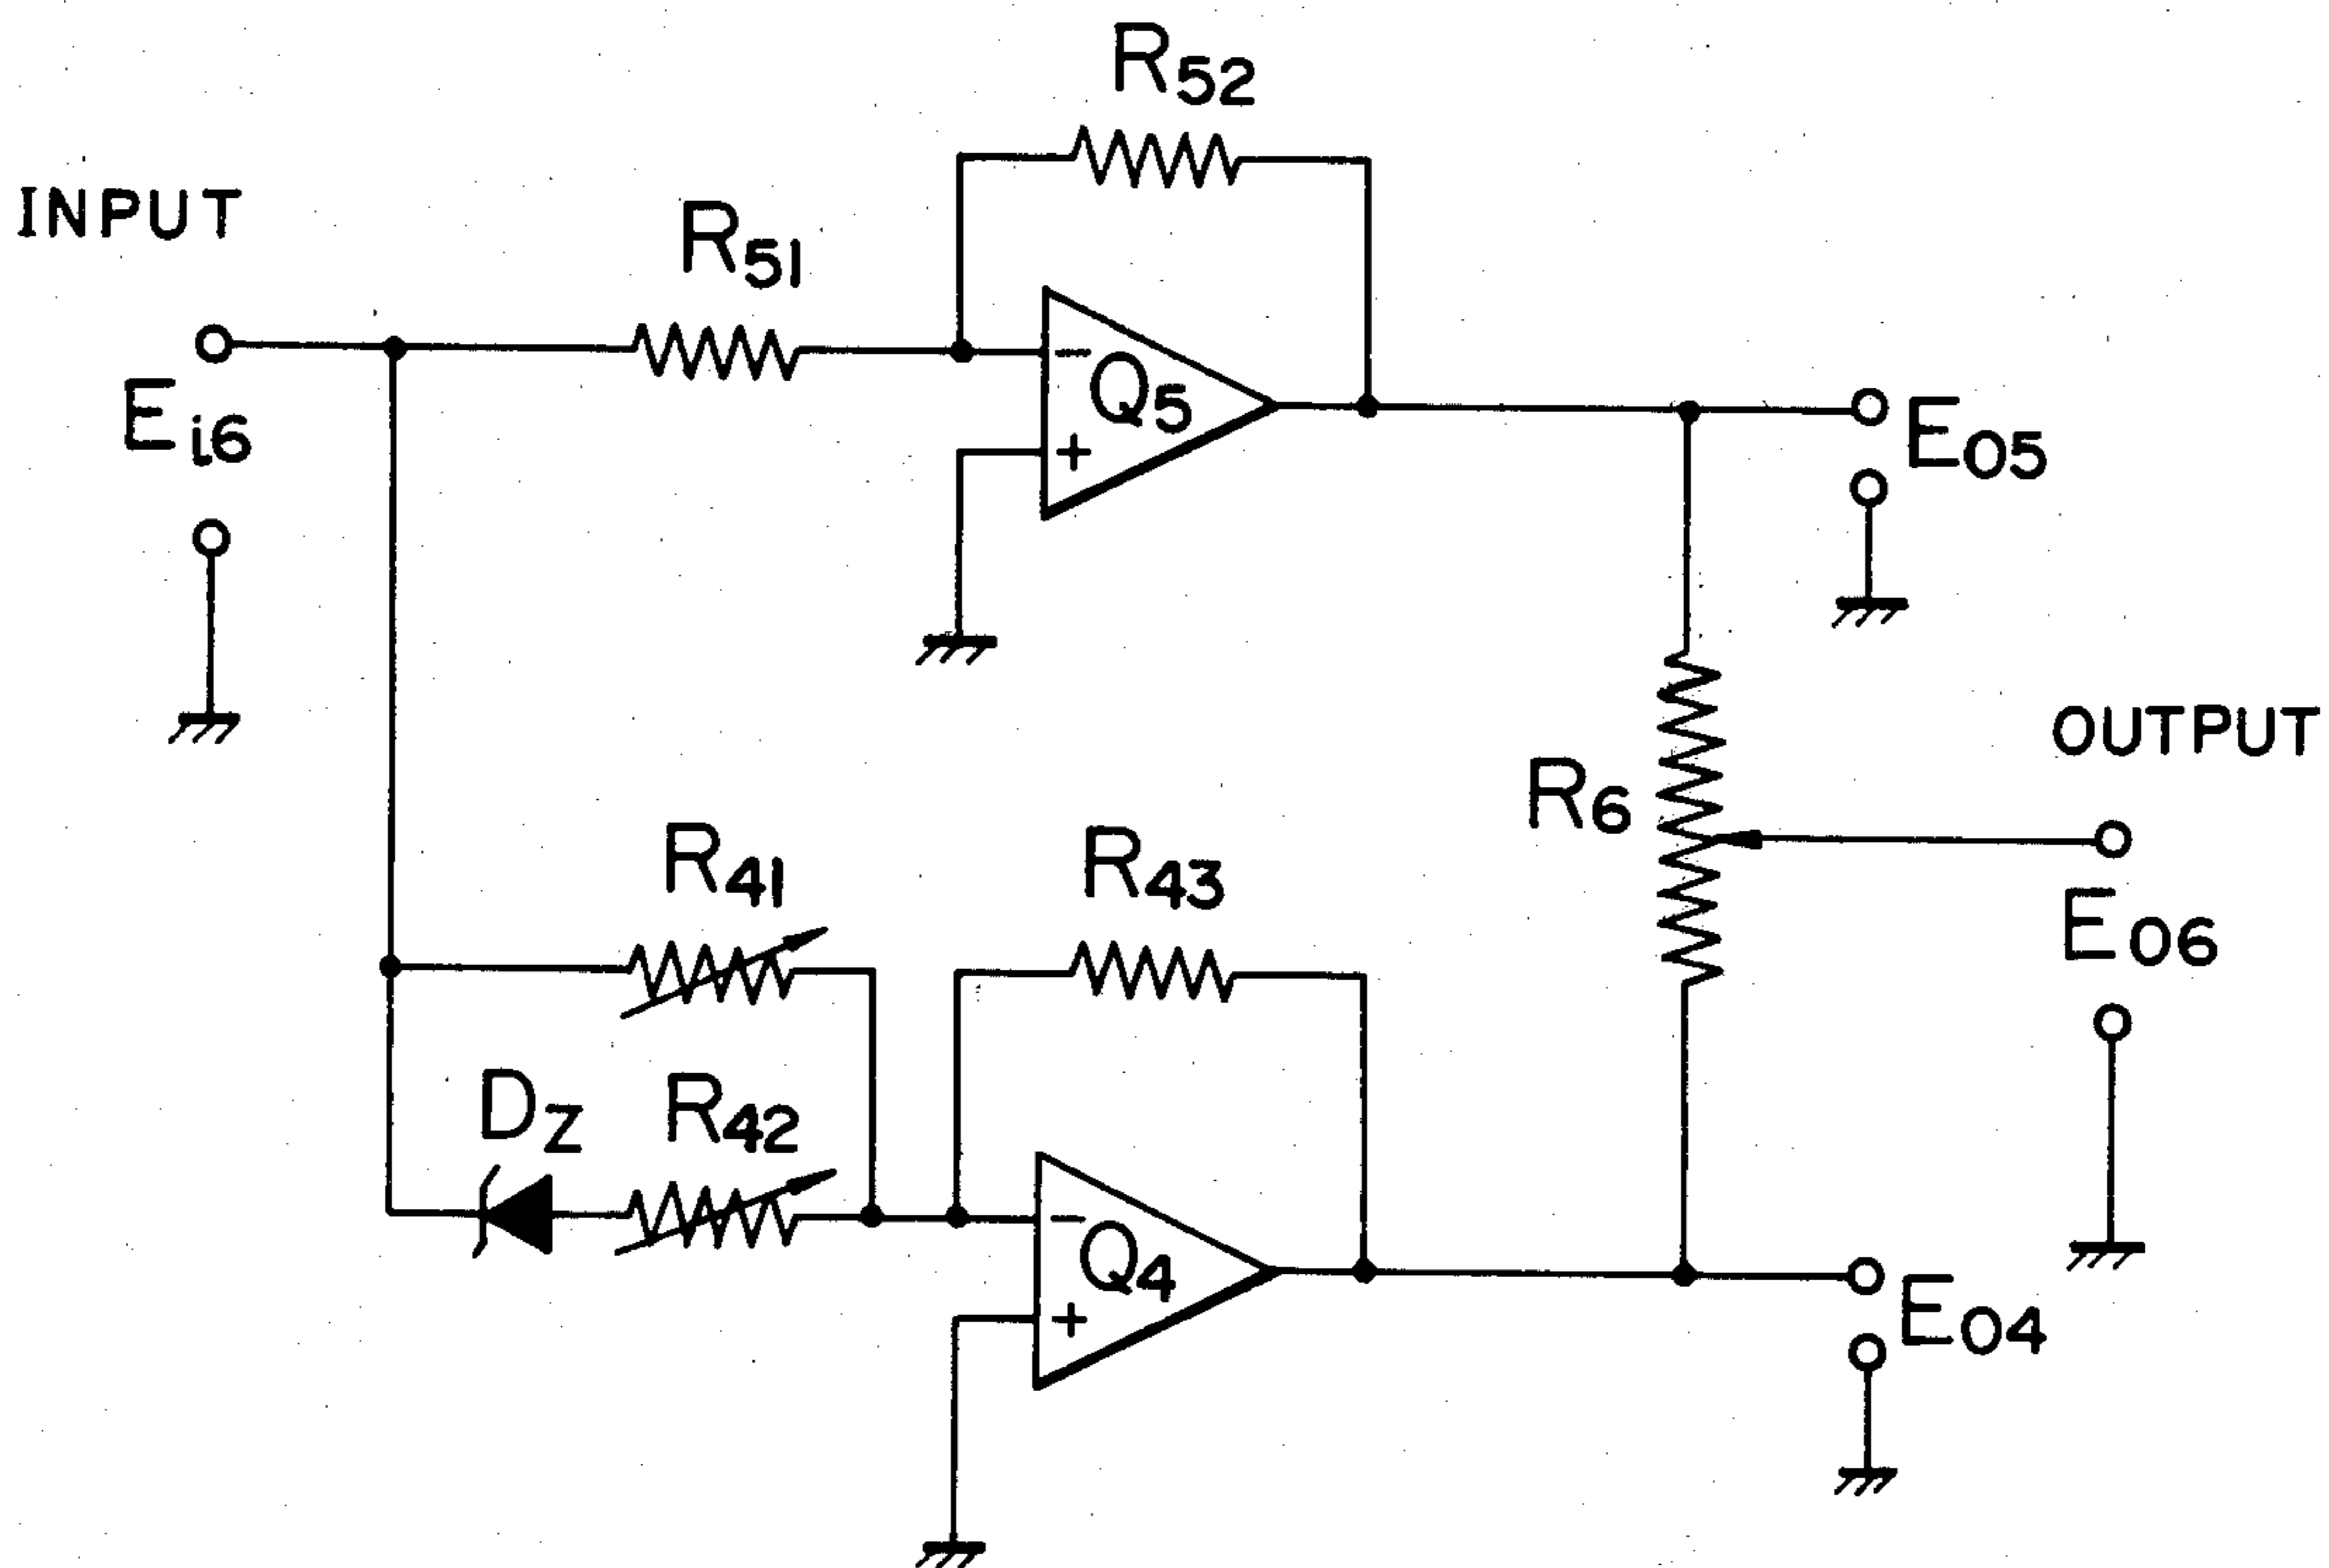 R52
INPUT
R51
Ei6
Q5
−
+
E05
OUTPUT
R6
R41
R43
E06
DZ
R42
Q4
−
+
E04